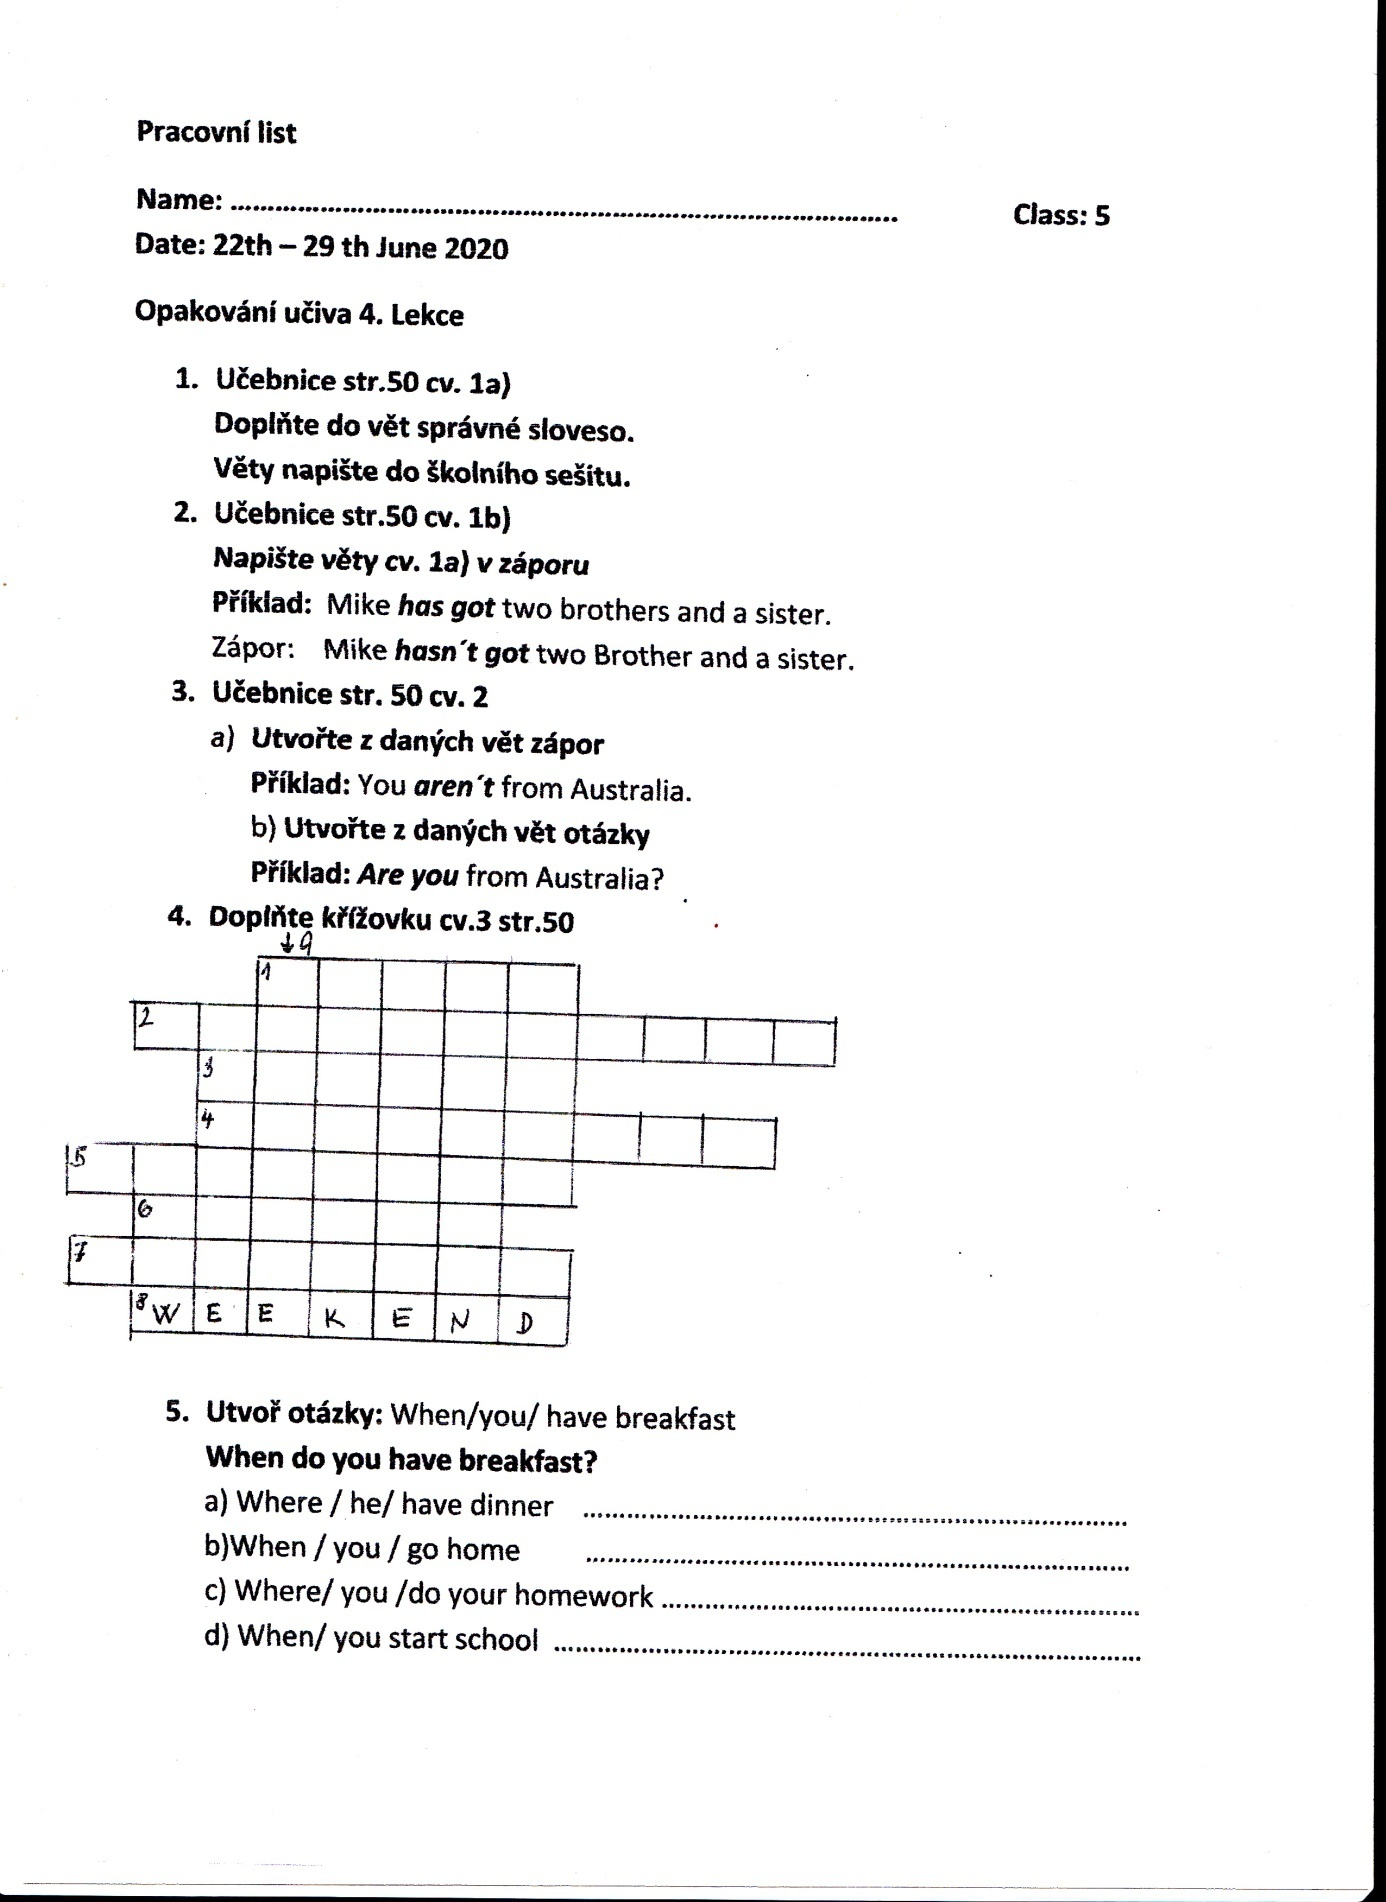 Pracovní list
Name: ........................................................................................ Class: 5
Date: 22th – 29 th June 2020
Opakování učiva 4. Lekce
1. Učebnice str.50 cv. 1a)
Doplňte do vět správné sloveso.
Věty napište do školního sešitu.
2. Učebnice str.50 cv. 1b)
Napište věty cv. 1a) v záporu
Příklad: Mike has got two brothers and a sister.
Zápor: Mike hasn´t got two Brother and a sister.
3. Učebnice str. 50 cv. 2
a) Utvořte z daných vět zápor
Příklad: You aren´t from Australia.
b) Utvořte z daných vět otázky
Příklad: Are you from Australia?
4. Doplňte křížovku cv.3 str.50
↓9
1
2
3
4
5
6
7
8 W E E K E N D
5. Utvoř otázky: When/you/ have breakfast
When do you have breakfast?
a) Where / he/ have dinner ........................................................................
b)When / you / go home ........................................................................
c) Where/ you /do your homework ...............................................................
d) When/ you start school ..............................................................................